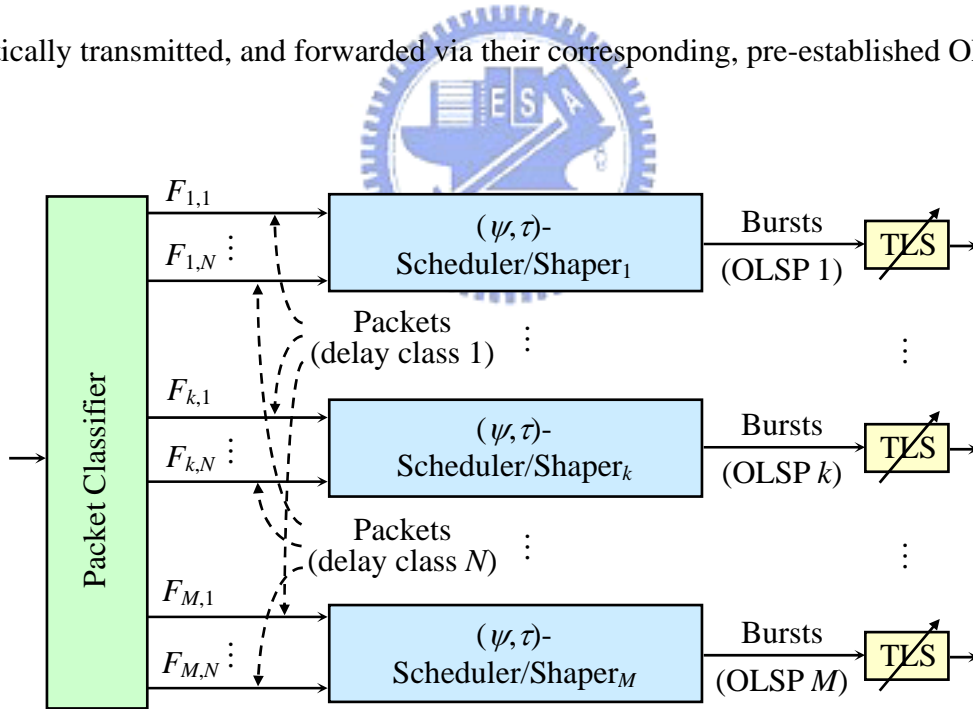 tically transmitted, and forwarded via their corresponding, pre-established Ol
E S A
F1,1
F1,N ⋮
(ψ,τ)-
Scheduler/Shaper1
Bursts
(OLSP 1)
TLS
Packets
(delay class 1)
⋮
⋮
Packet Classifier
Fk,1
Fk,N ⋮
(ψ,τ)-
Scheduler/Shaperk
Bursts
(OLSP k)
TLS
Packets
(delay class N)
⋮
⋮
FM,1
FM,N ⋮
(ψ,τ)-
Scheduler/ShaperM
Bursts
(OLSP M)
TLS